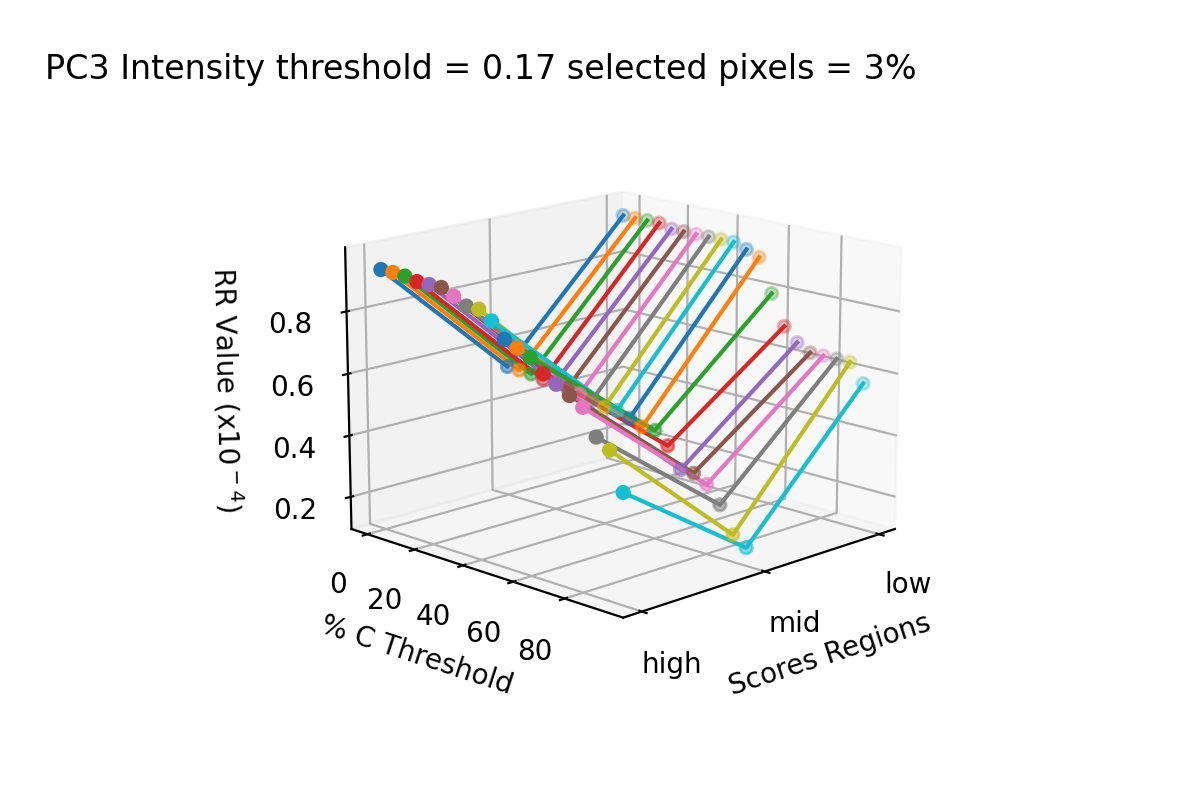 PC3 Intensity threshold = 0.17 selected pixels = 3%
RR Value (x10⁻⁴)
0.8
0.6
0.4
0.2
0
20
40
60
80
% C Threshold
high
mid
low
Scores Regions